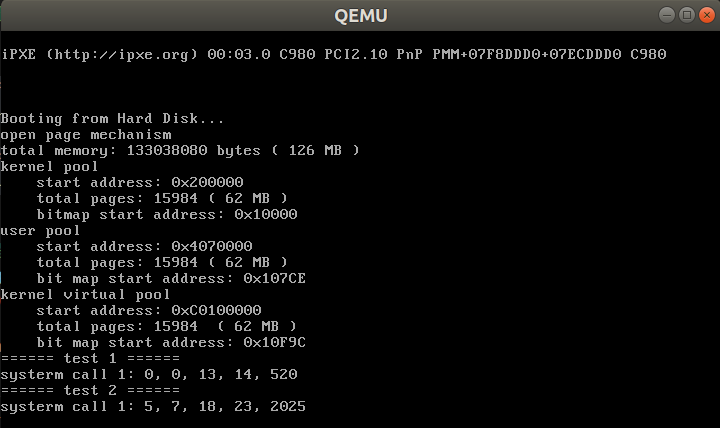 QEMU
iPXE (http://ipxe.org) 00:03.0 C980 PCI2.10 PnP PMM+07F8DDD0+07ECDDD0 C980
Booting from Hard Disk...
open page mechanism
total memory: 133038080 bytes ( 126 MB )
kernel pool
    start address: 0x200000
    total pages: 15984 ( 62 MB )
    bitmap start address: 0x10000
user pool
    start address: 0x4070000
    total pages: 15984 ( 62 MB )
    bit map start address: 0x107CE
kernel virtual pool
    start address: 0xC0100000
    total pages: 15984  ( 62 MB )
    bit map start address: 0x10F9C
====== test 1 ======
systerm call 1: 0, 0, 13, 14, 520
====== test 2 ======
systerm call 1: 5, 7, 18, 23, 2025